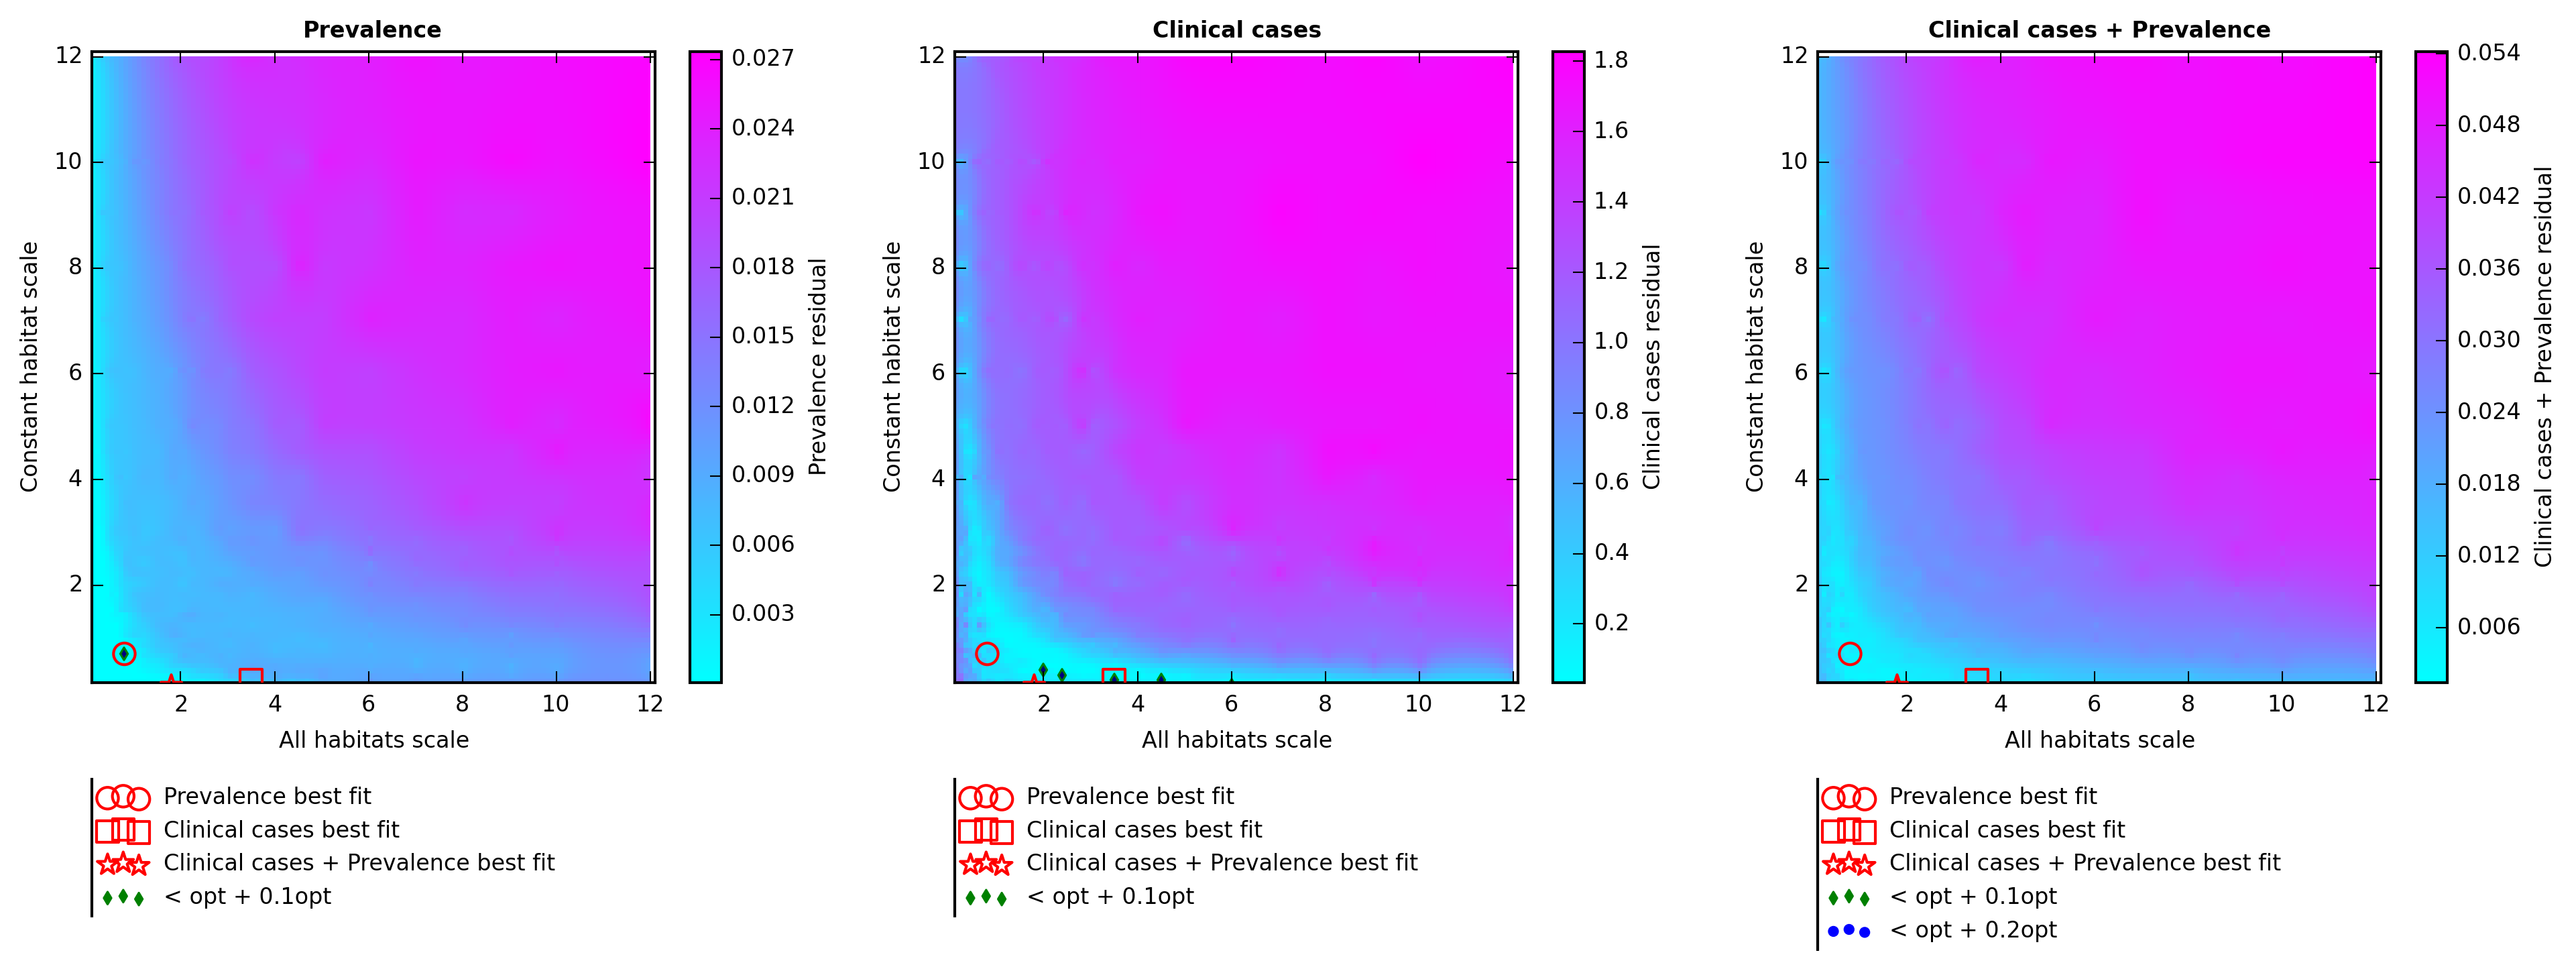 Prevalence
12
10
8
6
4
2
2 4 6 8 10 12
Constant habitat scale
All habitats scale
0.027
0.024
0.021
0.018
0.015
0.012
0.009
0.006
0.003
Prevalence residual
Prevalence best fit
Clinical cases best fit
Clinical cases + Prevalence best fit
< opt + 0.1opt
Clinical cases
12
10
8
6
4
2
2 4 6 8 10 12
Constant habitat scale
All habitats scale
1.8
1.6
1.4
1.2
1.0
0.8
0.6
0.4
0.2
Clinical cases residual
Prevalence best fit
Clinical cases best fit
Clinical cases + Prevalence best fit
< opt + 0.1opt
Clinical cases + Prevalence
12
10
8
6
4
2
2 4 6 8 10 12
Constant habitat scale
All habitats scale
0.054
0.048
0.042
0.036
0.030
0.024
0.018
0.012
0.006
Clinical cases + Prevalence residual
Prevalence best fit
Clinical cases best fit
Clinical cases + Prevalence best fit
< opt + 0.1opt
< opt + 0.2opt